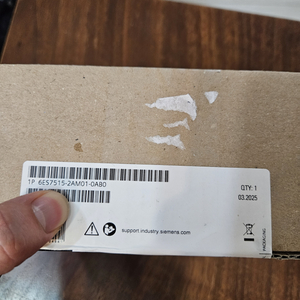 1P 6ES7515-2AM01-0AB0
QTY: 1
03.2025
support.industry.siemens.com